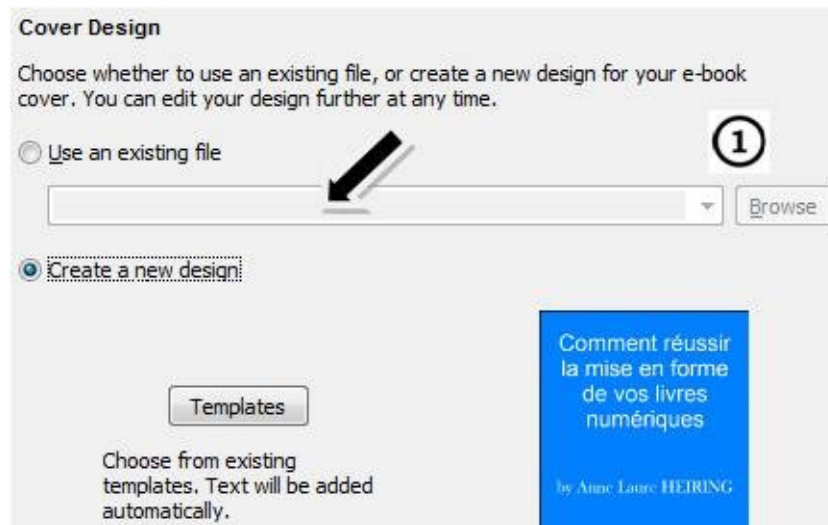 Cover Design
Choose whether to use an existing file, or create a new design for your e-book
cover. You can edit your design further at any time.
Use an existing file
1
Browse
Create a new design
Comment réussir
la mise en forme
de vos livres
numériques
by Anne Laure HEIRING
Templates
Choose from existing
templates. Text will be added
automatically.